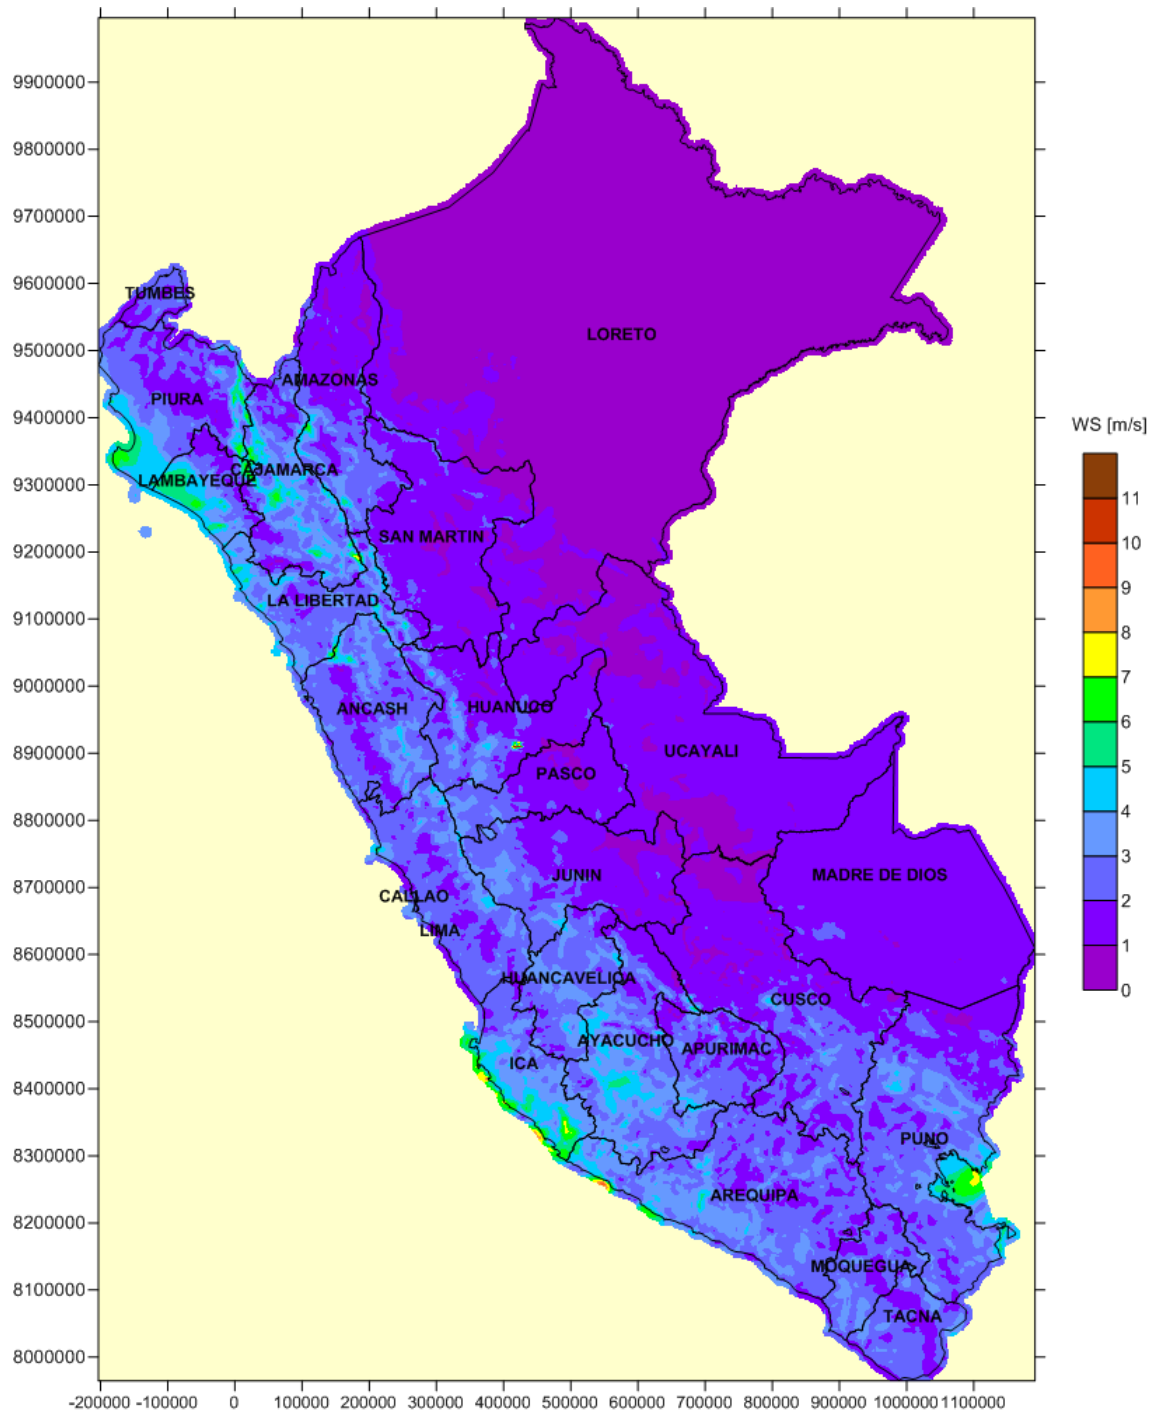 9900000
9800000
9700000
9600000
9500000
9400000
9300000
9200000
9100000
9000000
8900000
8800000
8700000
8600000
8500000
8400000
8300000
8200000
8100000
8000000
-200000 -100000 0 100000 200000 300000 400000 500000 600000 700000 800000 900000 1000000 1100000
TUMBES
LORETO
AMAZONAS
PIURA
CAJAMARCA
LAMBAYEQUE
SAN MARTIN
LA LIBERTAD
ANCASH
HUANUCO
UCAYALI
PASCO
JUNIN
MADRE DE DIOS
CALLAO
LIMA
HUANCAVELICA
CUSCO
AYACUCHO
APURIMAC
ICA
PUNO
AREQUIPA
MOQUEGUA
TACNA
WS [m/s]
11
10
9
8
7
6
5
4
3
2
1
0